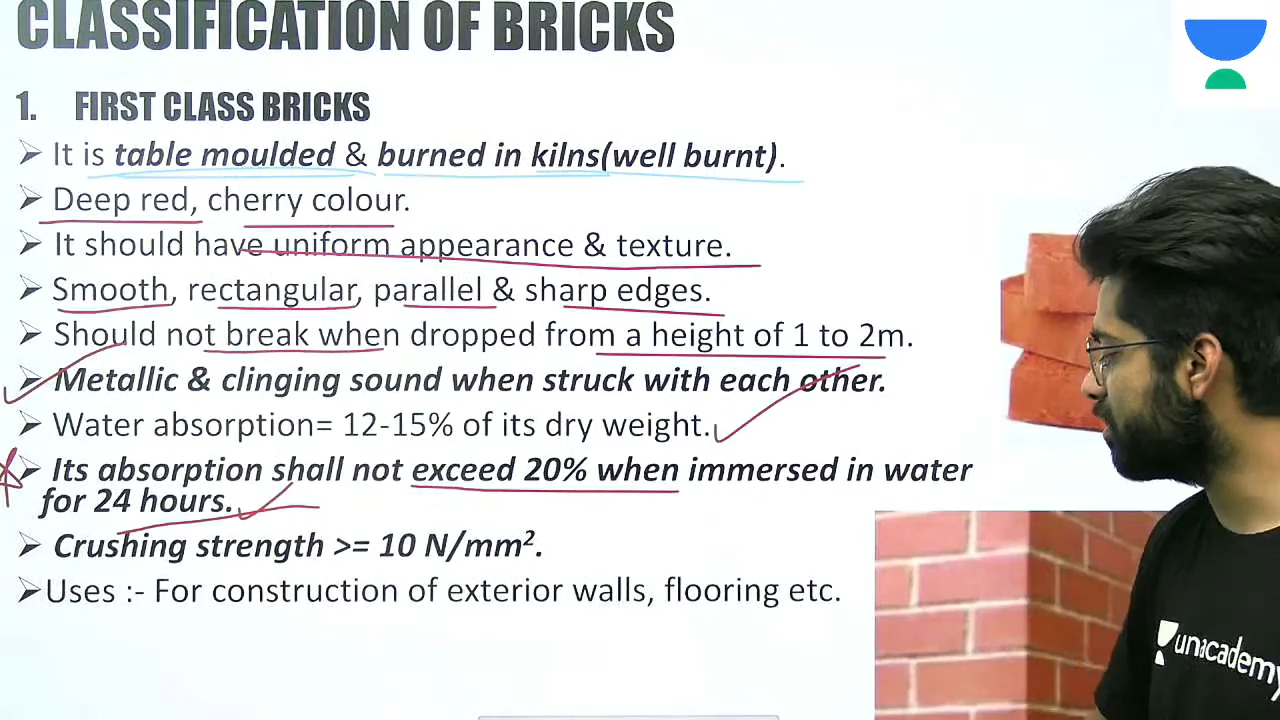 CLASSIFICATION OF BRICKS
1. FIRST CLASS BRICKS
➢ It is table moulded & burned in kilns(well burnt).
➢ Deep red, cherry colour.
➢ It should have uniform appearance & texture.
➢ Smooth, rectangular, parallel & sharp edges.
➢ Should not break when dropped from a height of 1 to 2m.
➢ Metallic & clinging sound when struck with each other.
➢ Water absorption= 12-15% of its dry weight.
➢ Its absorption shall not exceed 20% when immersed in water
for 24 hours.
➢ Crushing strength >= 10 N/mm².
➢Uses :- For construction of exterior walls, flooring etc.
unacademy